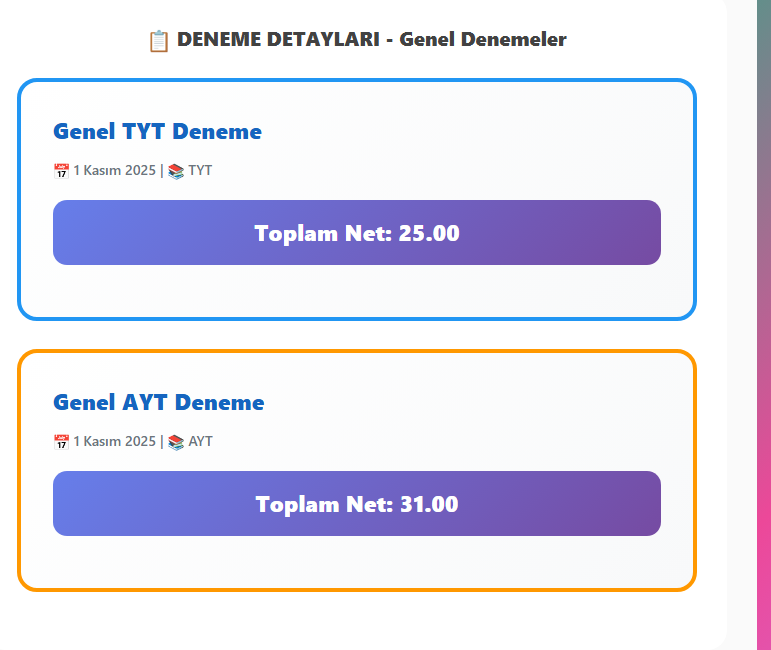 📋 DENEME DETAYLARI - Genel Denemeler
Genel TYT Deneme
📅 1 Kasım 2025 | 📚 TYT
Toplam Net: 25.00
Genel AYT Deneme
📅 1 Kasım 2025 | 📚 AYT
Toplam Net: 31.00